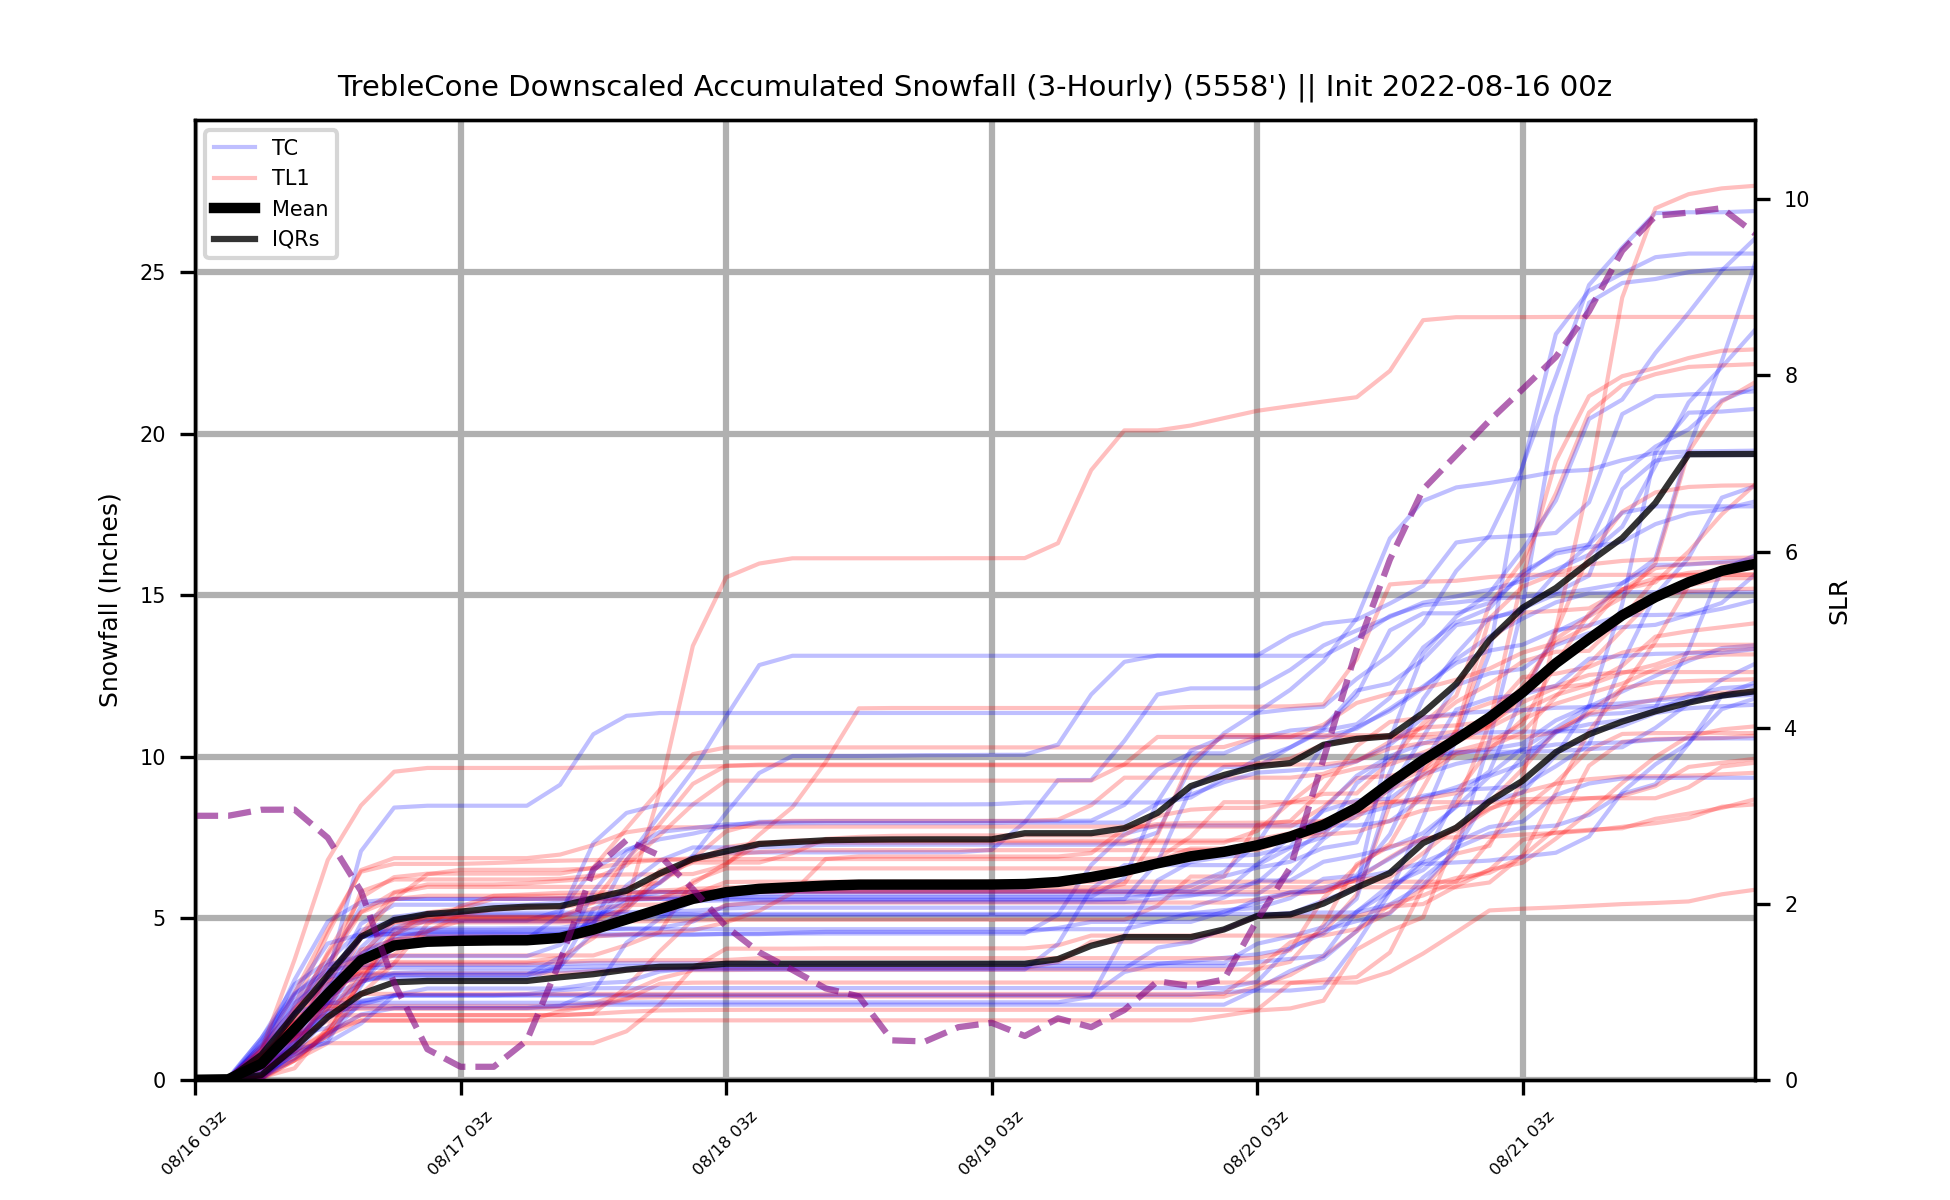 TrebleCone Downscaled Accumulated Snowfall (3-Hourly) (5558') || Init 2022-08-16 00z
TC
TL1
Mean
IQRs
Snowfall (Inches)
25
20
15
10
5
0
10
8
6
4
2
0
SLR
08/16 03z
08/17 03z
08/18 03z
08/19 03z
08/20 03z
08/21 03z